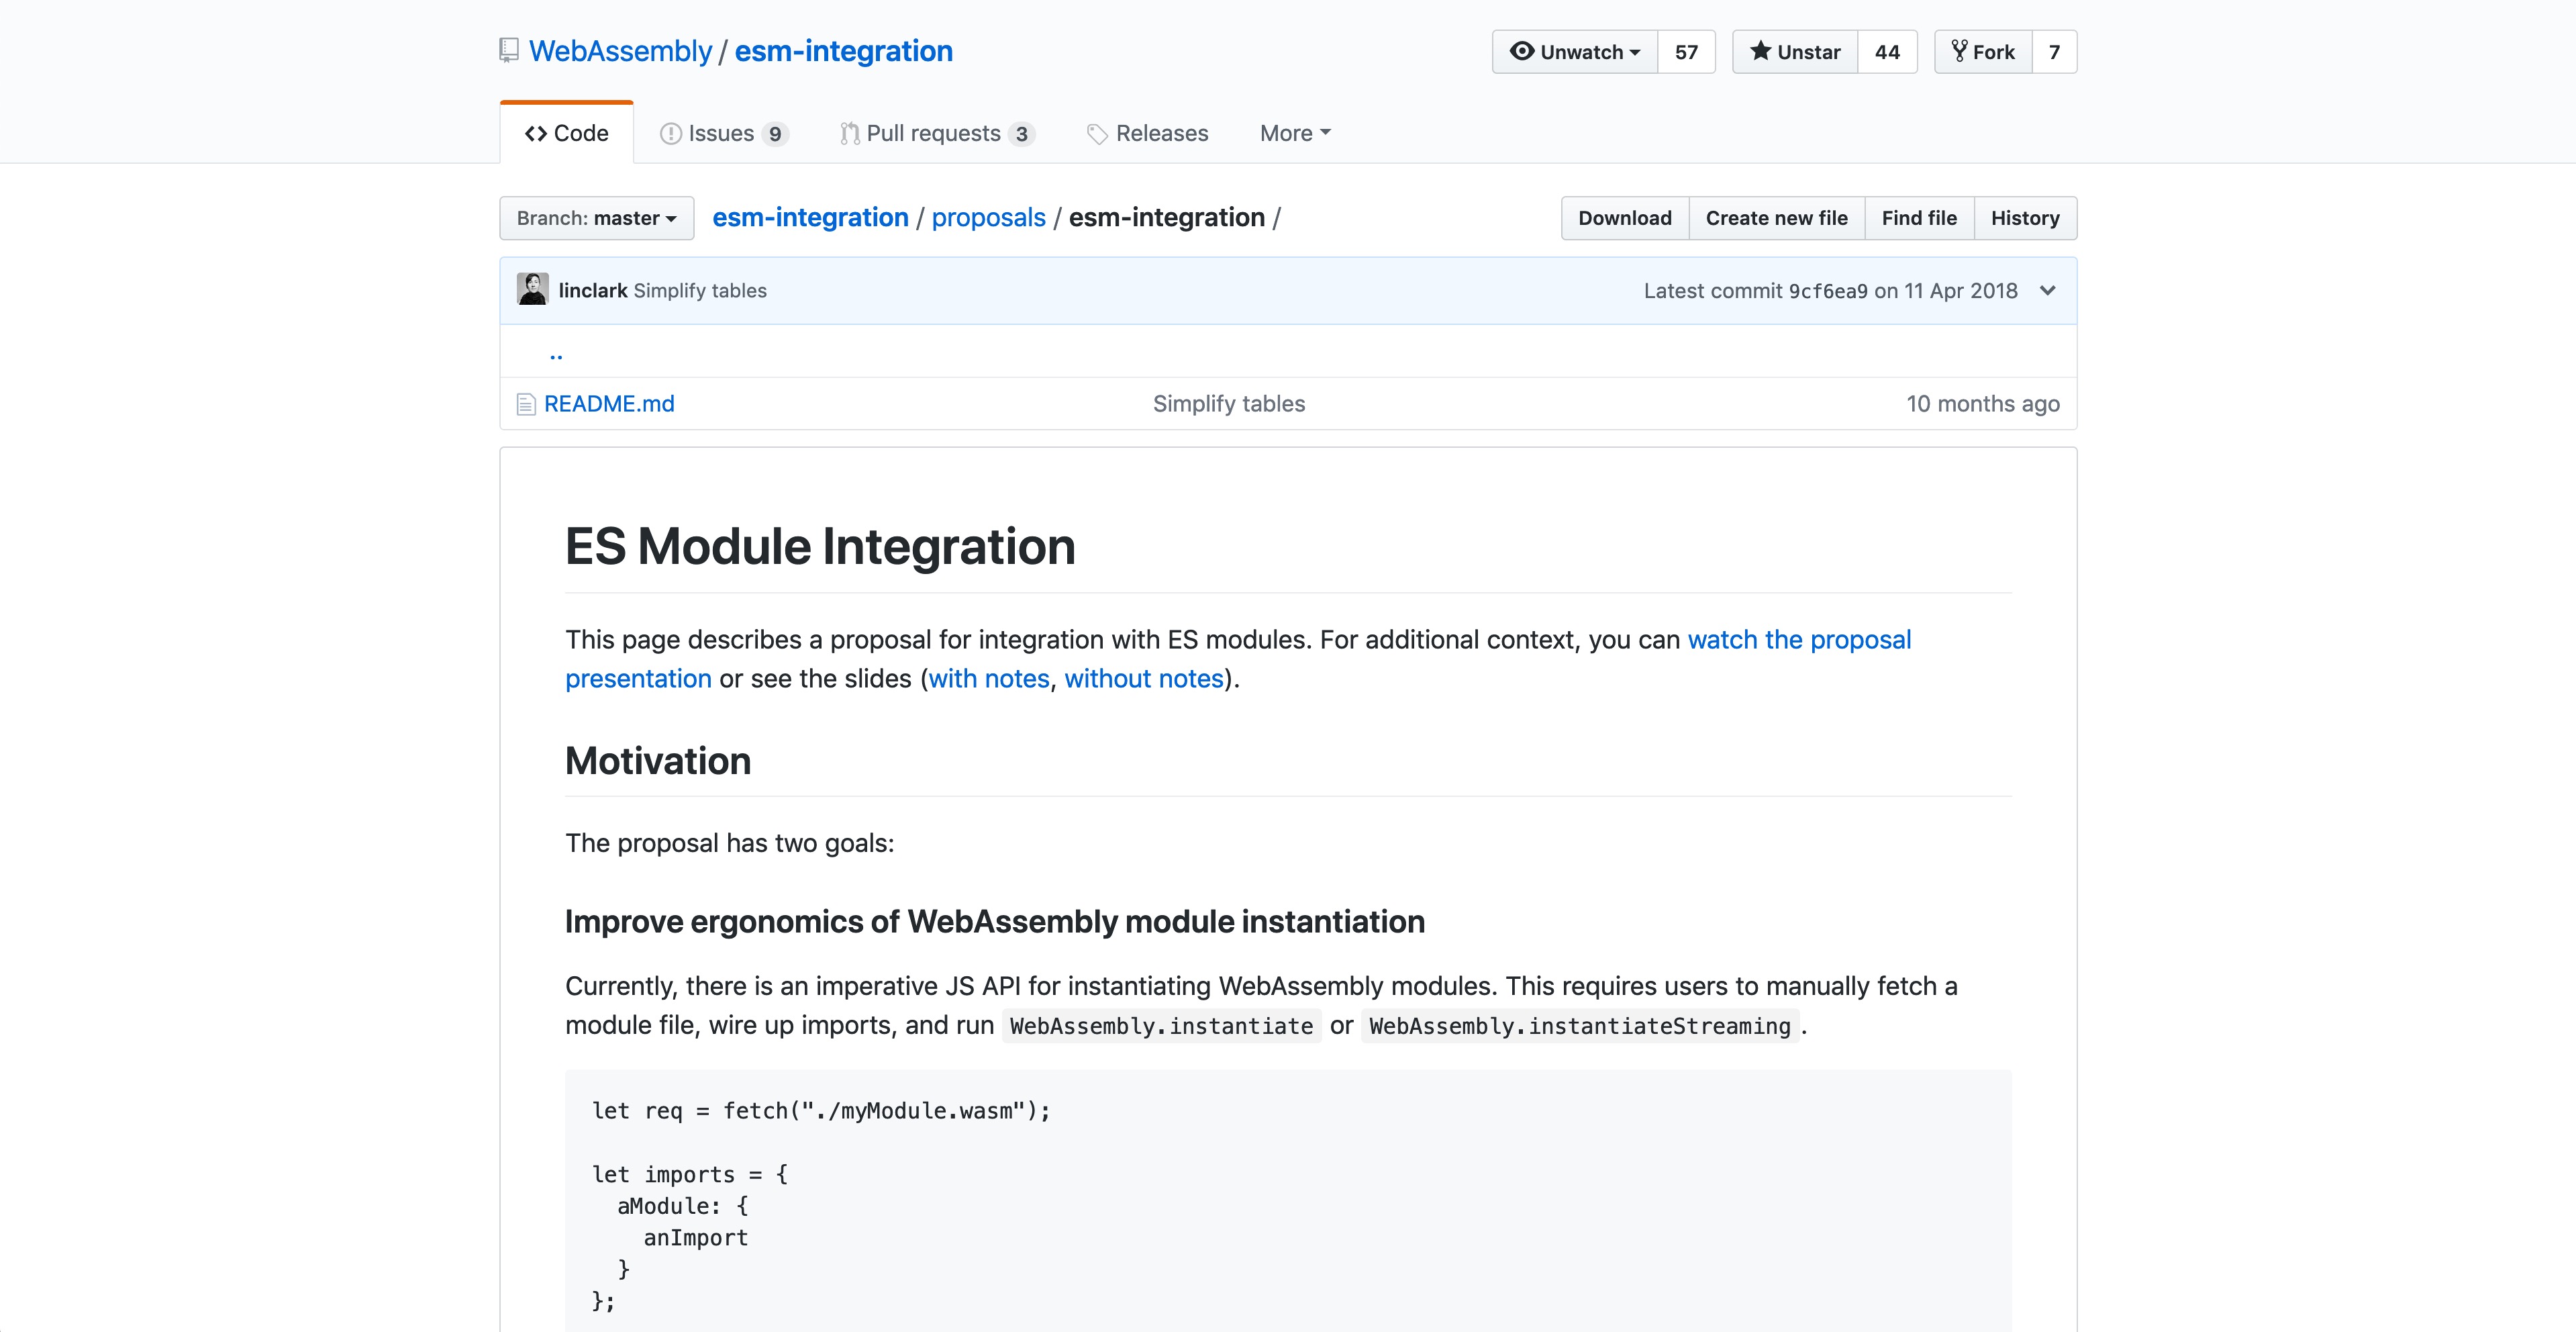 WebAssembly / esm-integration
Unwatch 57 Unstar 44 Fork 7
Code Issues 9 Pull requests 3 Releases More
Branch: master esm-integration / proposals / esm-integration / Download Create new file Find file History
linclark Simplify tables Latest commit 9cf6ea9 on 11 Apr 2018
..
README.md Simplify tables 10 months ago
ES Module Integration
This page describes a proposal for integration with ES modules. For additional context, you can watch the proposal
presentation or see the slides (with notes, without notes).
Motivation
The proposal has two goals:
Improve ergonomics of WebAssembly module instantiation
Currently, there is an imperative JS API for instantiating WebAssembly modules. This requires users to manually fetch a
module file, wire up imports, and run WebAssembly.instantiate or WebAssembly.instantiateStreaming .
let req = fetch("./myModule.wasm");
let imports = {
  aModule: {
    anImport
  }
};